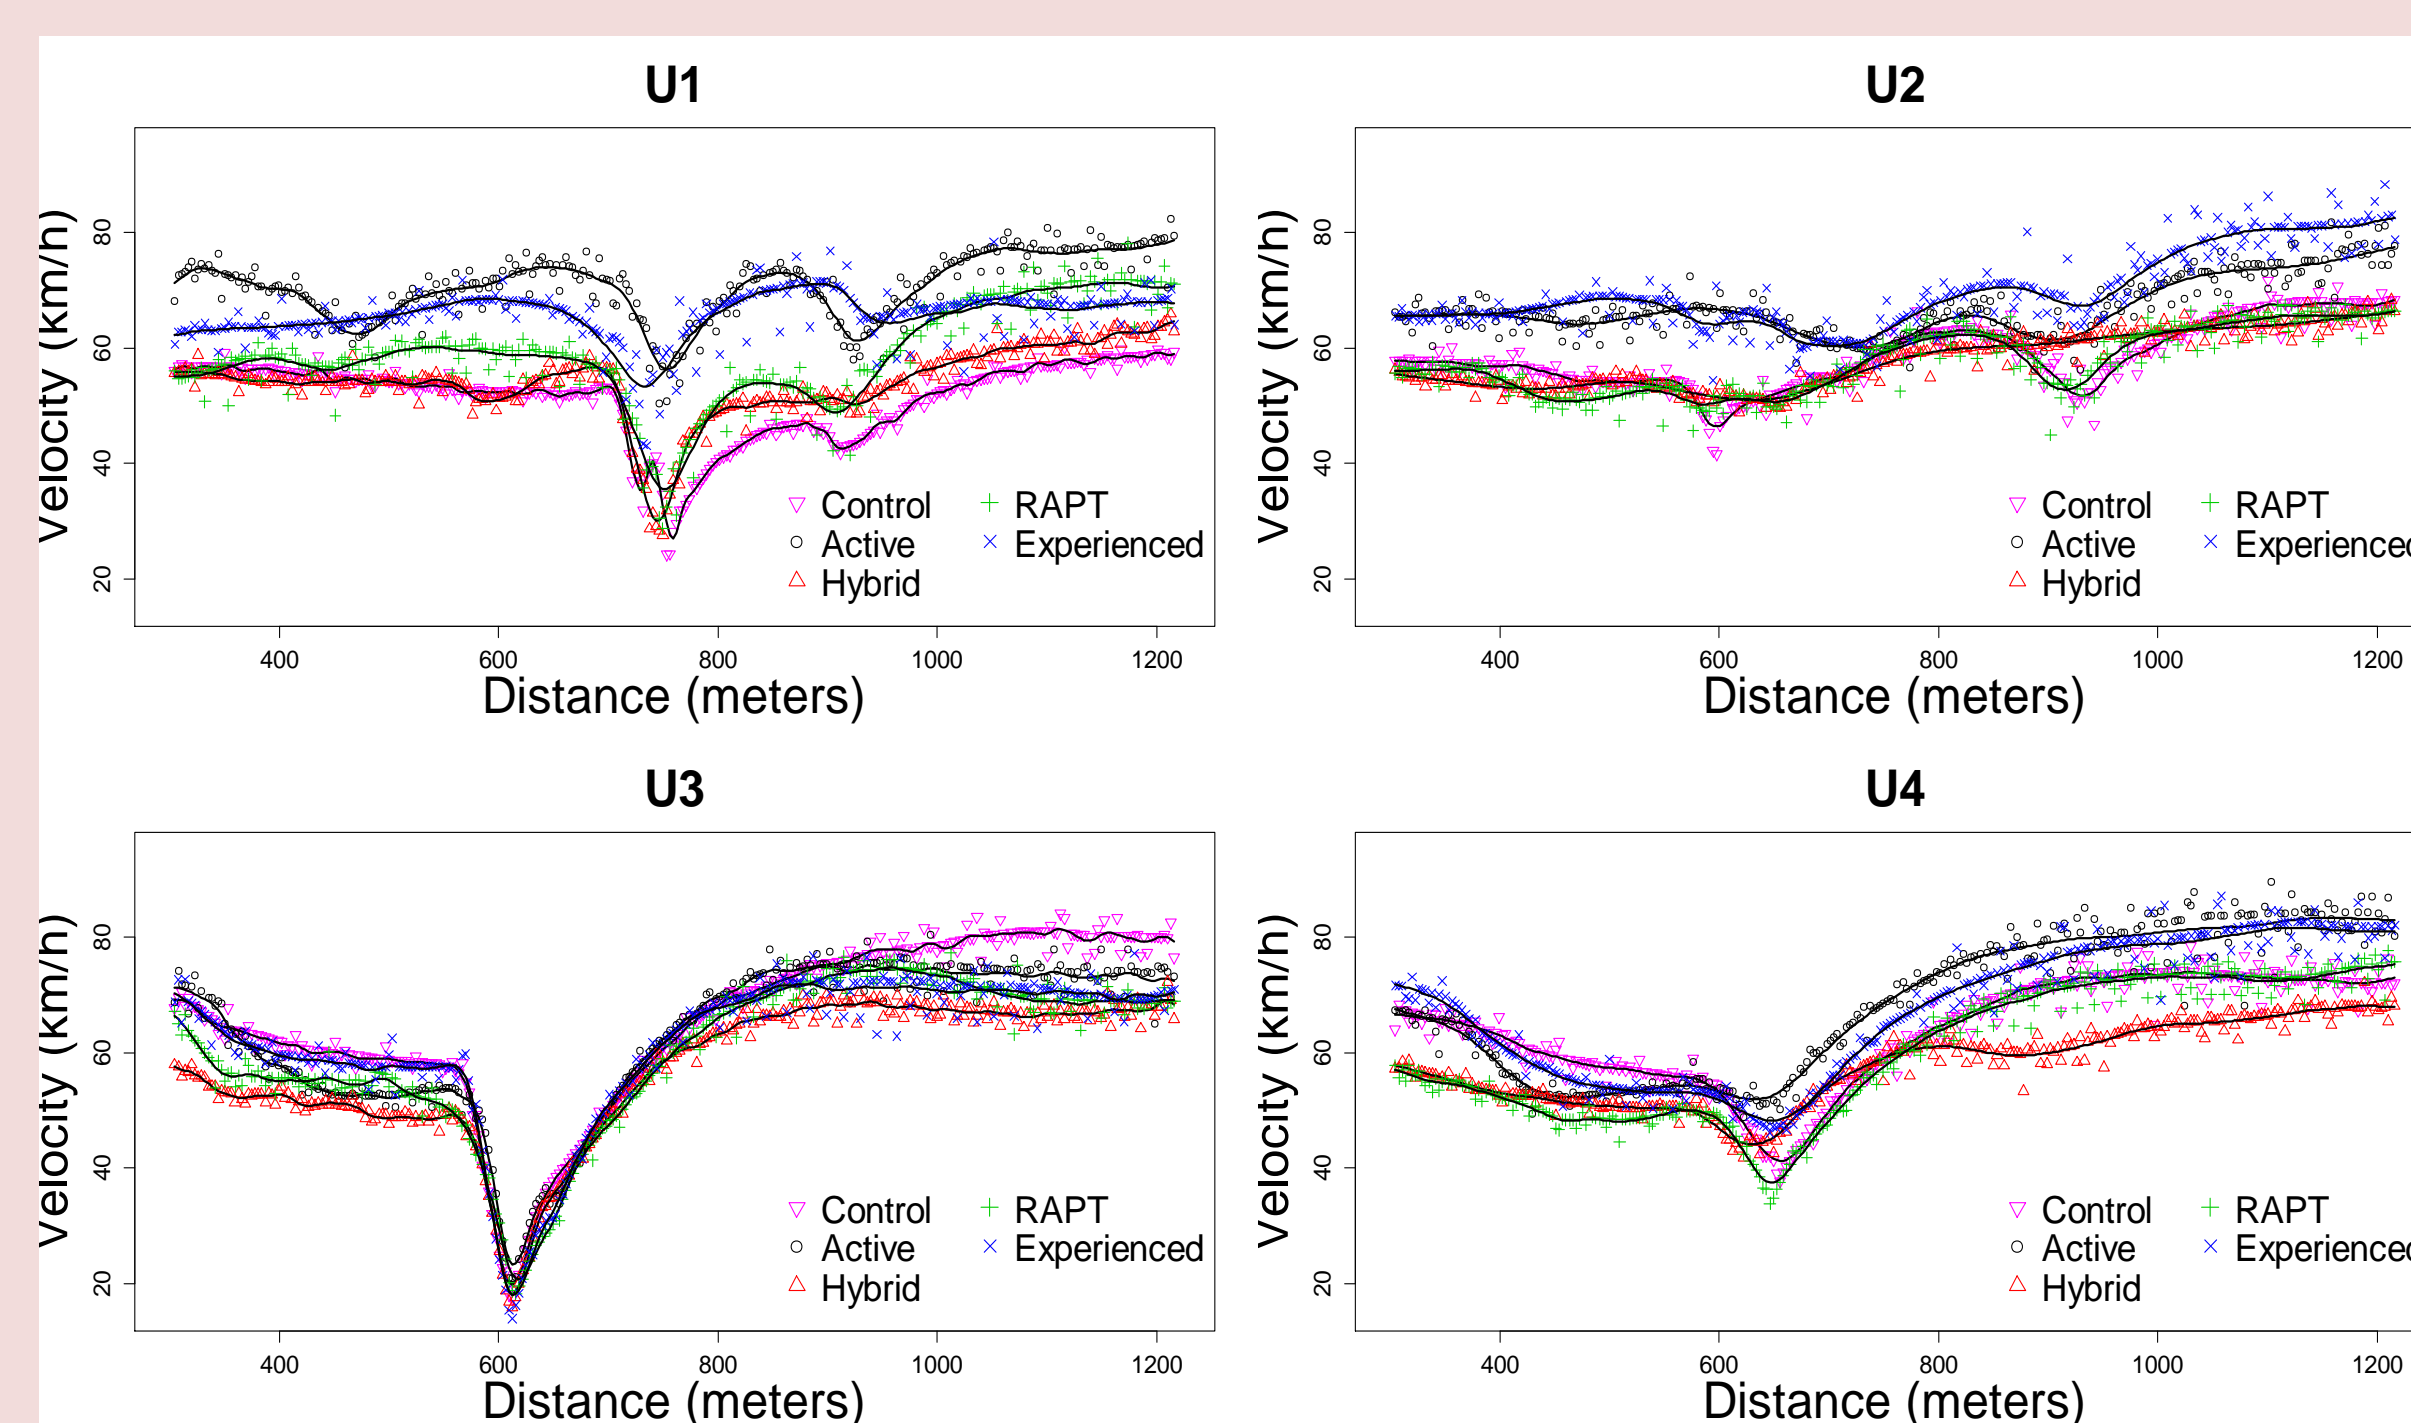 U1
Velocity (km/h)
80
60
40
20
Control
RAPT
Active
Experienced
Hybrid
400 600 800 1000 1200
Distance (meters)
U2
Velocity (km/h)
80
60
40
20
Control
RAPT
Active
Experienced
Hybrid
400 600 800 1000 1200
Distance (meters)
U3
Velocity (km/h)
80
60
40
20
Control
RAPT
Active
Experienced
Hybrid
400 600 800 1000 1200
Distance (meters)
U4
Velocity (km/h)
80
60
40
20
Control
RAPT
Active
Experienced
Hybrid
400 600 800 1000 1200
Distance (meters)